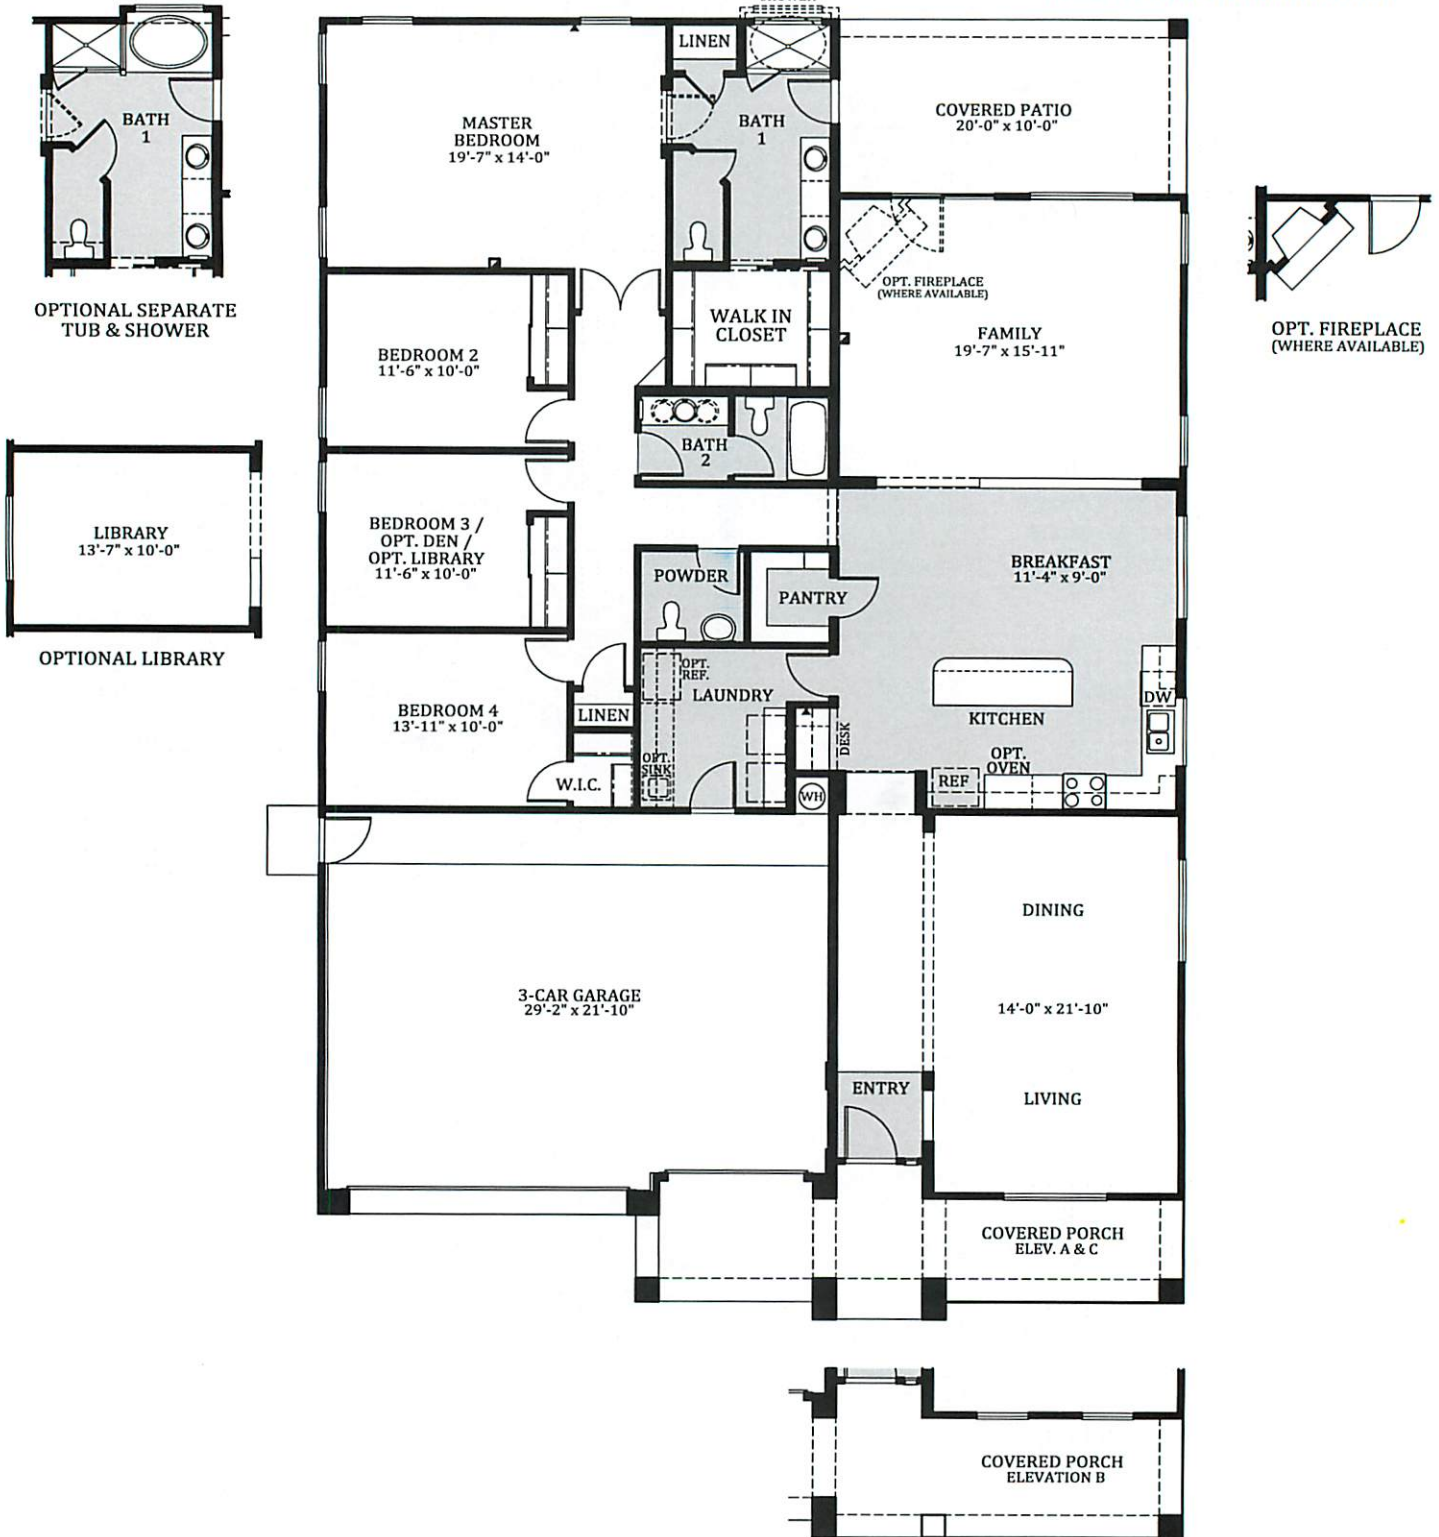 BATH
1
OPTIONAL SEPARATE
TUB & SHOWER
LINEN
MASTER
BEDROOM
19'-7" x 14'-0"
BATH
1
COVERED PATIO
20'-0" x 10'-0"
OPT. FIREPLACE
(WHERE AVAILABLE)
WALK IN
CLOSET
FAMILY
19'-7" x 15'-11"
OPT. FIREPLACE
(WHERE AVAILABLE)
BEDROOM 2
11'-6" x 10'-0"
BATH
2
LIBRARY
13'-7" x 10'-0"
OPTIONAL LIBRARY
BEDROOM 3 /
OPT. DEN /
OPT. LIBRARY
11'-6" x 10'-0"
POWDER
PANTRY
BREAKFAST
11'-4" x 9'-0"
OPT.
REF.
LAUNDRY
BEDROOM 4
13'-11" x 10'-0"
LINEN
DESK
KITCHEN
DW
OPT.
SINK
OPT.
OVEN
REF
W.I.C.
WH
DINING
3-CAR GARAGE
29'-2" x 21'-10"
14'-0" x 21'-10"
ENTRY
LIVING
COVERED PORCH
ELEV. A & C
COVERED PORCH
ELEVATION B